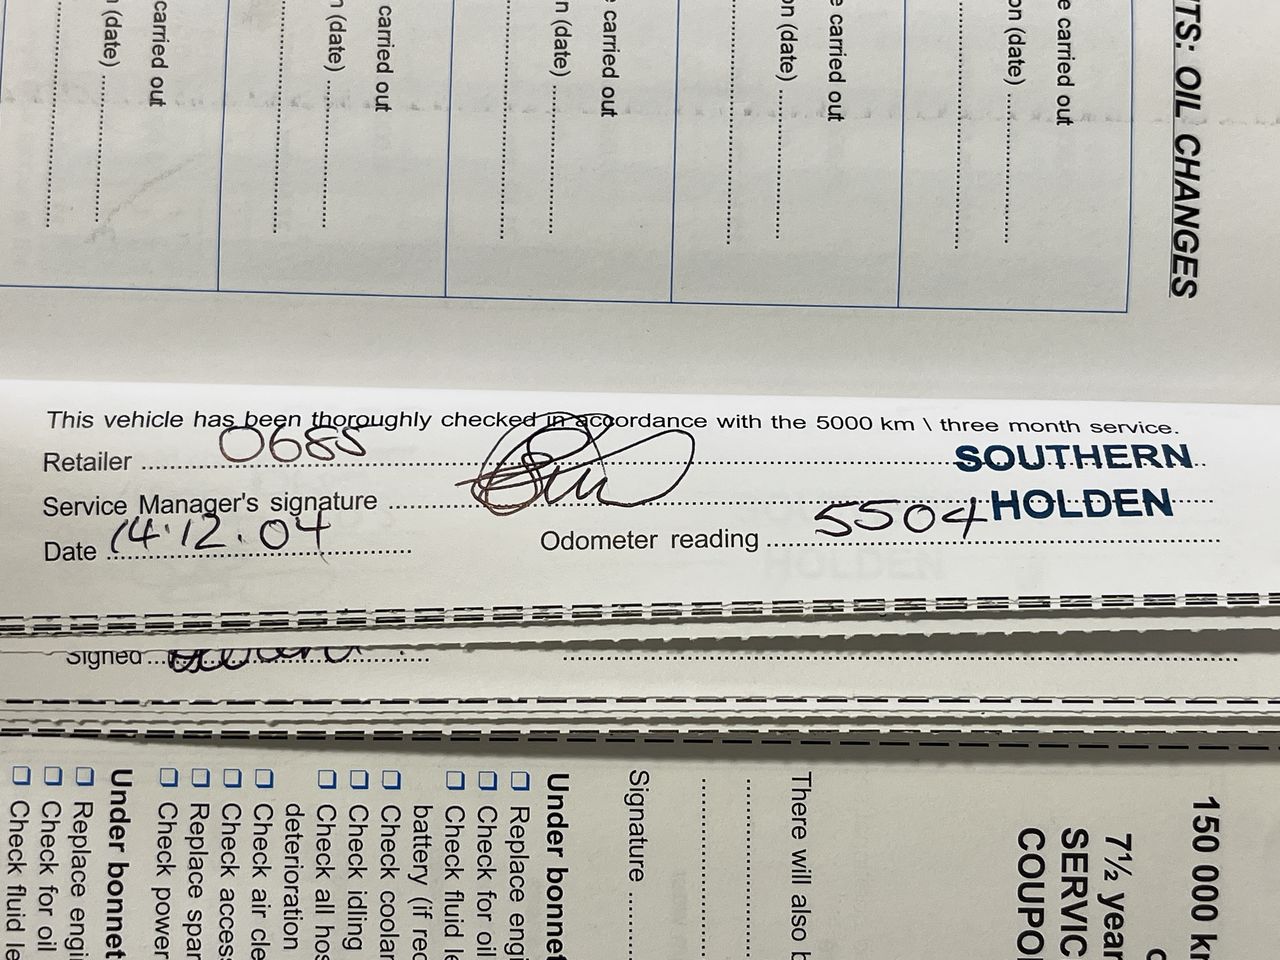 TS: OIL CHANGES
e carried out
on (date) ..........
e carried out
on (date) ..........
e carried out
n (date) ..........
carried out
n (date) ..........
carried out
n (date) ..........
This vehicle has been thoroughly checked in accordance with the 5000 km \ three month service.
Retailer 0685 SOUTHERN
Service Manager's signature HOLDEN
Date 14.12.04 Odometer reading 5504
Signed
150 000 k
7½ year
SERVIC
COUPO
There will also b
Signature ..........
Under bonnet
❑ Replace engi
❑ Check for oil
❑ Check fluid le
battery (if rec
❑ Check coolan
❑ Check idling
❑ Check all hos
deterioration
❑ Check air cle
❑ Check access
❑ Replace spar
❑ Check power
Under bonnet
❑ Replace engi
❑ Check for oil
❑ Check fluid le